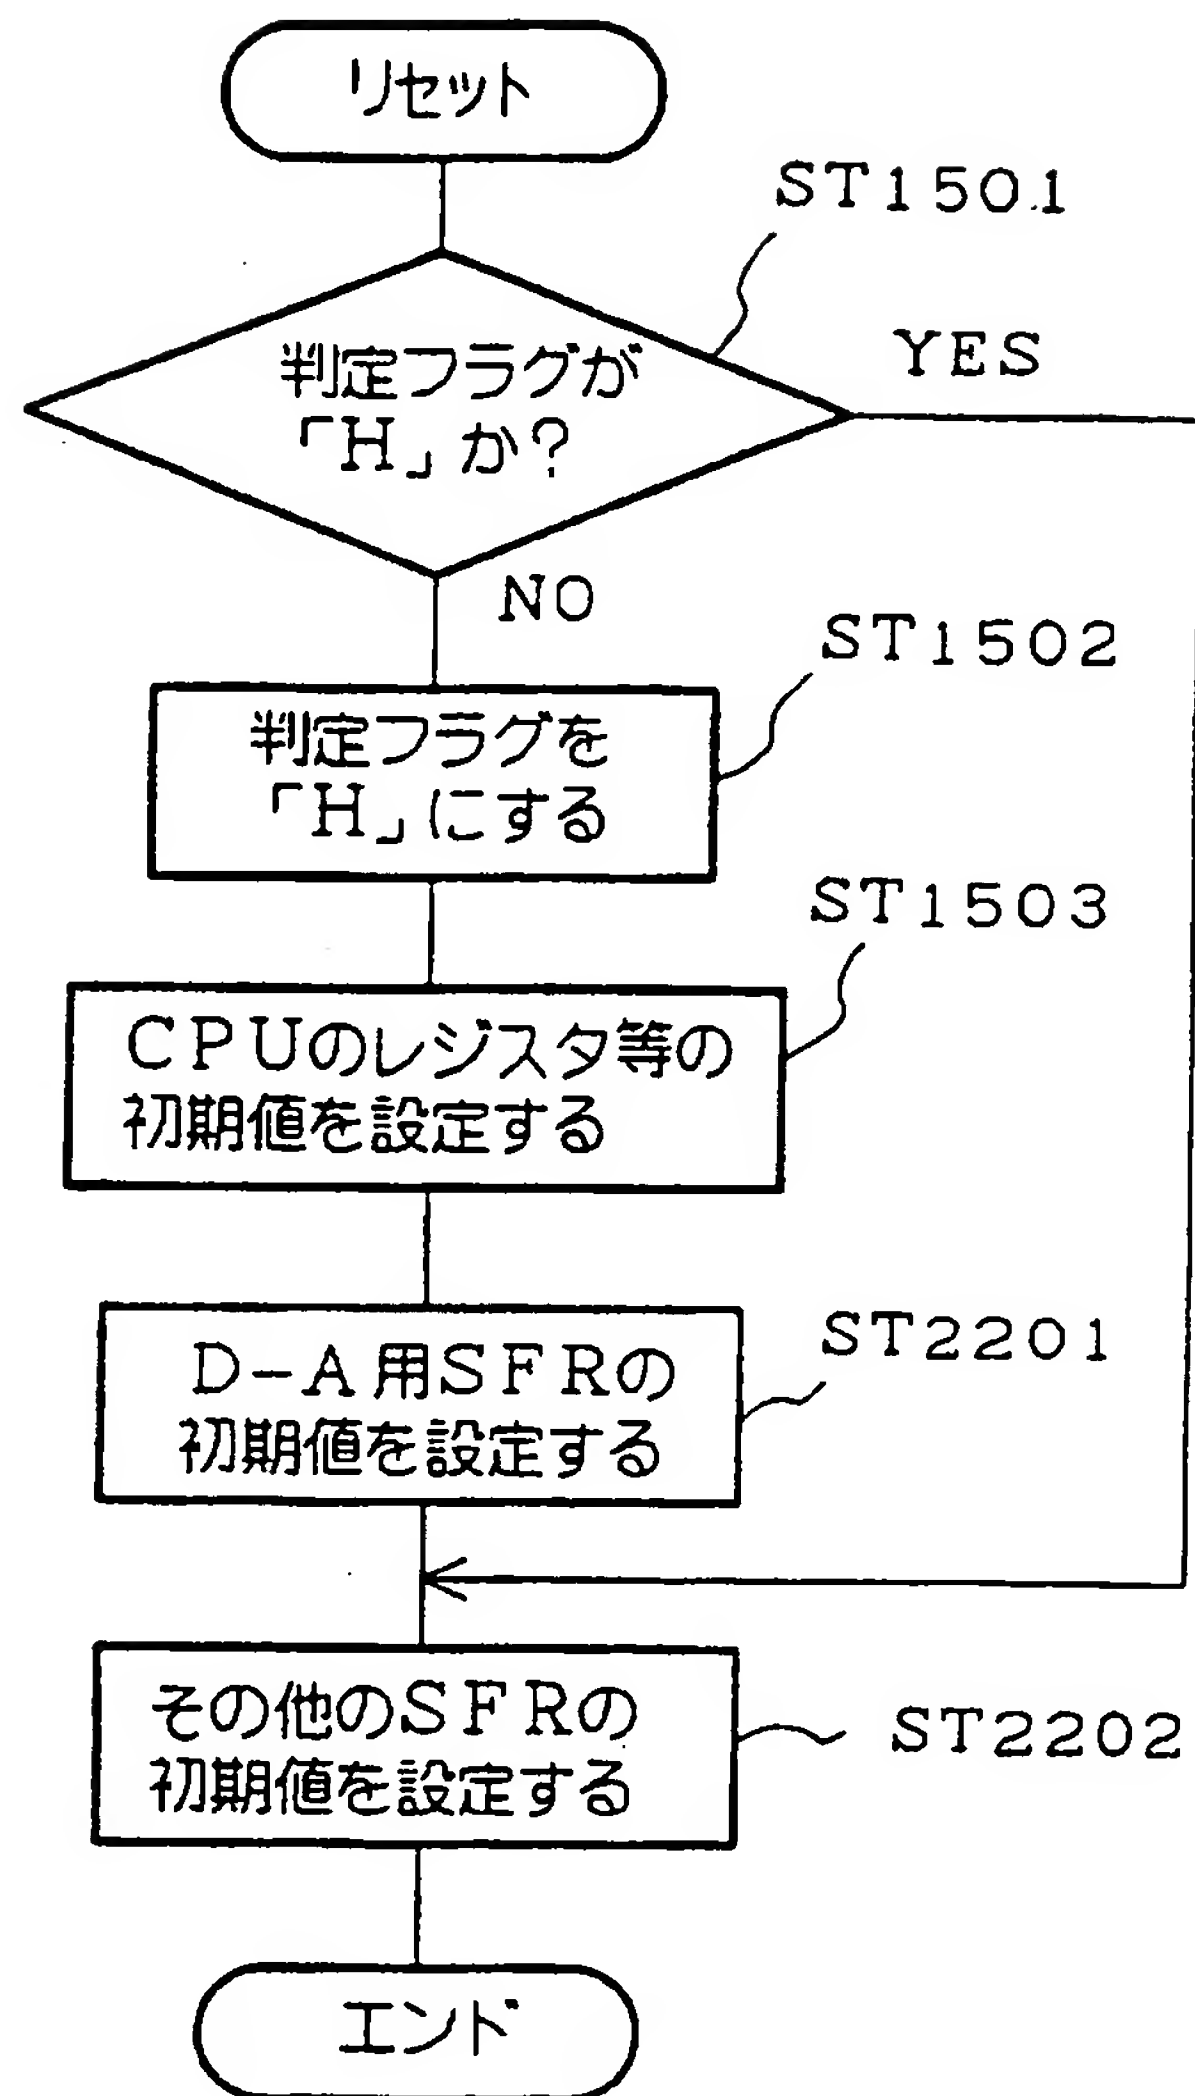 リセット
ST1501
判定フラグが
「H」か?
YES
NO
ST1502
判定フラグを
「H」にする
ST1503
CPUのレジスタ等の
初期値を設定する
ST2201
D-A用SFRの
初期値を設定する
その他のSFRの
初期値を設定する
ST2202
エンド